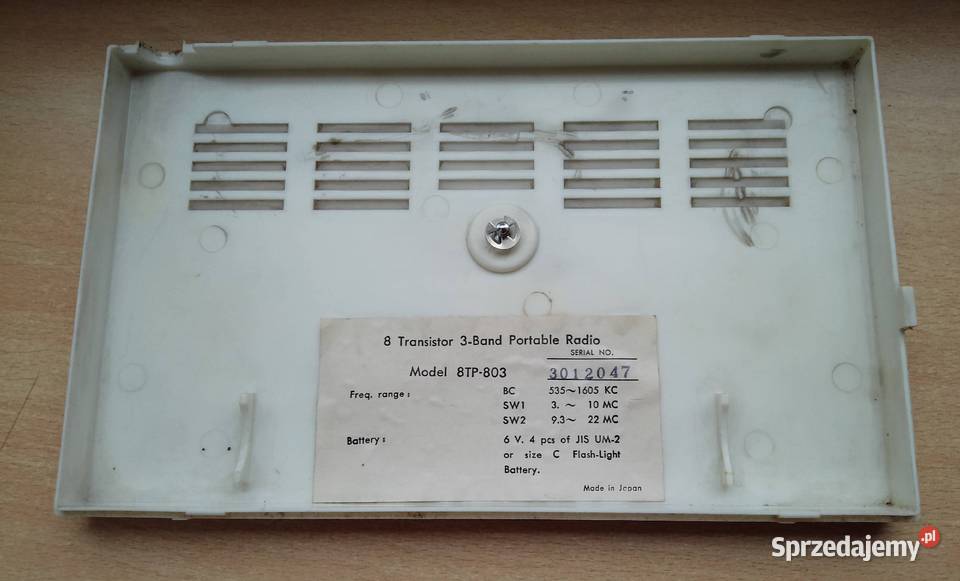 8 Transistor 3-Band Portable Radio
SERIAL NO.
Model 8TP-803 3012047
Freq. range: BC 535~1605 KC
SW1 3. ~ 10 MC
SW2 9.3~ 22 MC
Battery: 6 V. 4 pcs of JIS UM-2
or size C Flash-Light
Battery.
Made in Japan
Sprzedajemy.pl